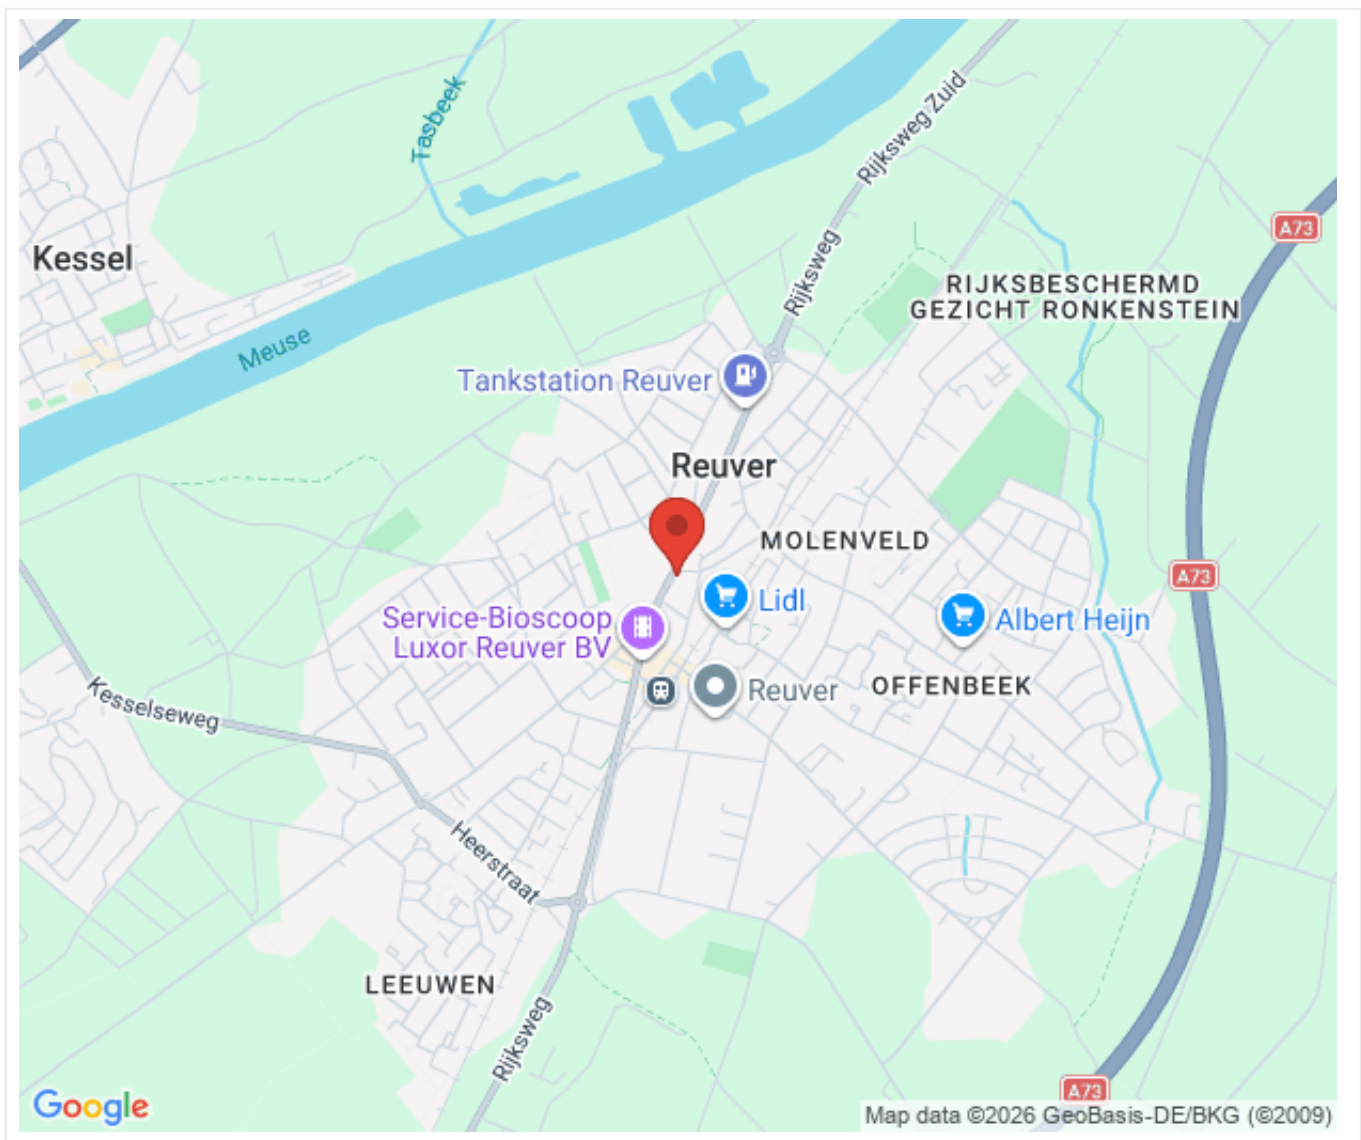 Tasbeek
Rijksweg Zuid
A73
Kessel
Rijksweg
RIJKSBESCHERMD
GEZICHT RONKENSTEIN
Meuse
Tankstation Reuver
Reuver
MOLENVELD
A73
Lidl
Service-Bioscoop
Luxor Reuver BV
Albert Heijn
Kesselseweg
Reuver
OFFENBEEK
Heerstraat
LEEUWEN
Rijksweg
A73
Google
Map data ©2026 GeoBasis-DE/BKG (©2009)